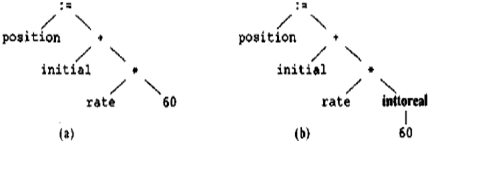 := :=
position + position +
initial * initial *
rate 60 rate inttoreal
60
(a) (b)